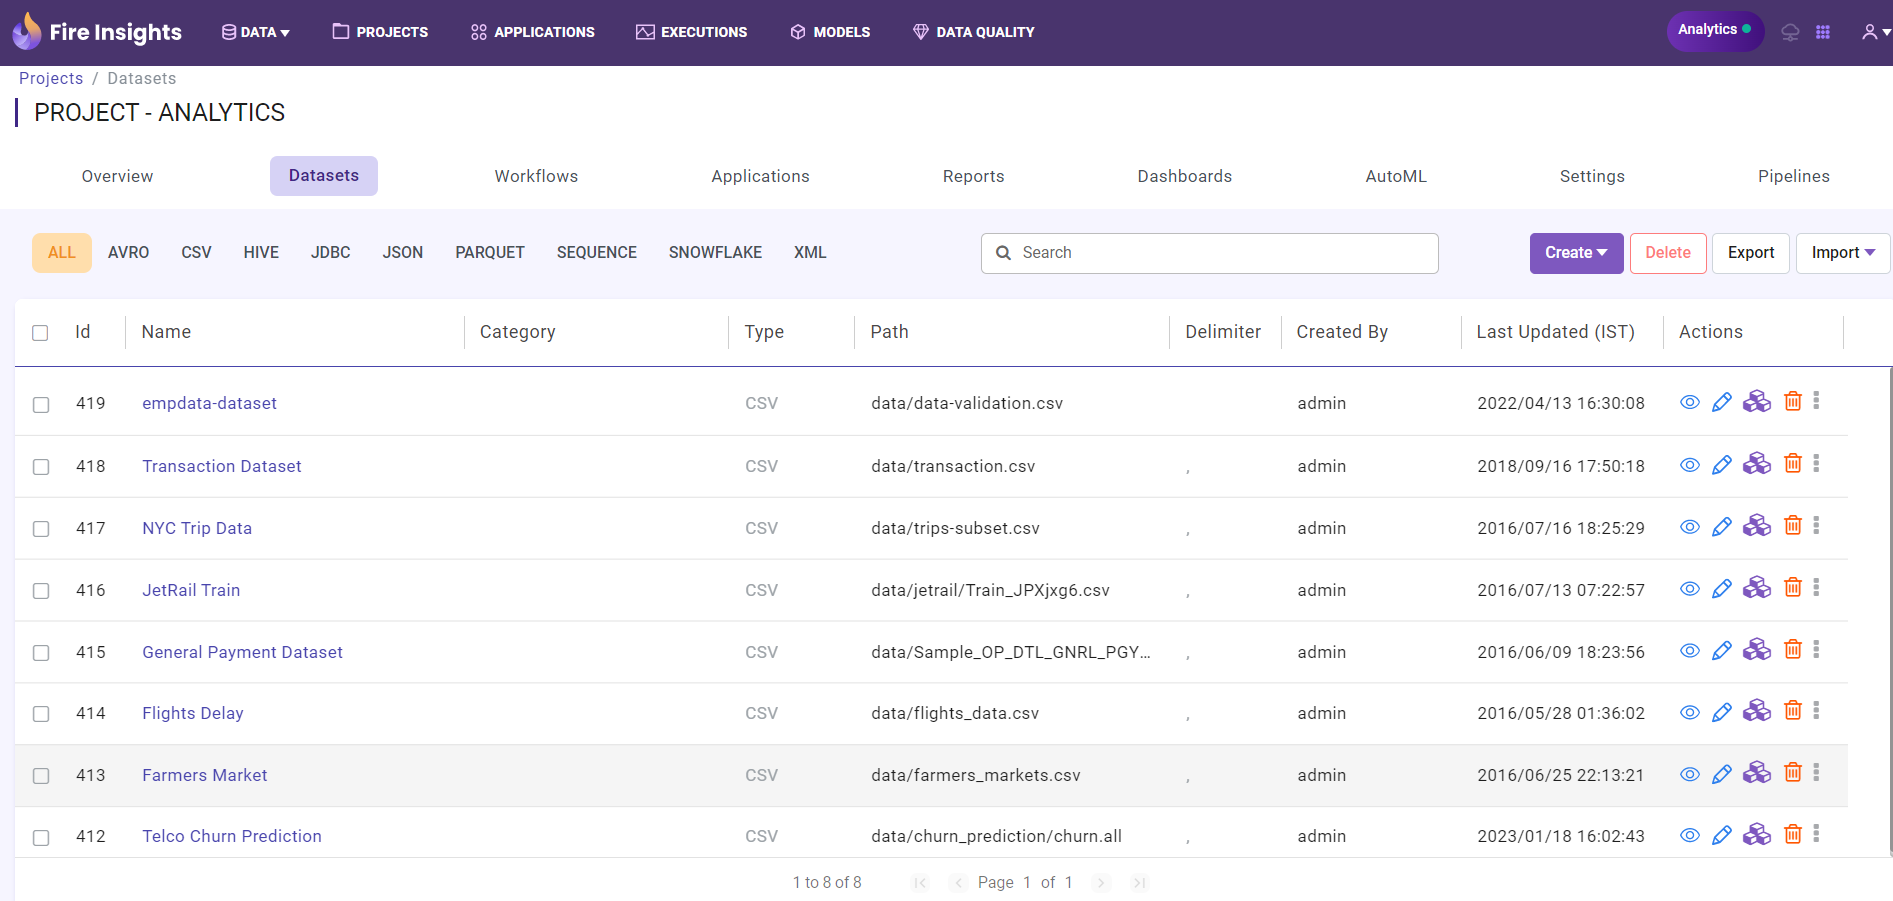 Fire Insights DATA PROJECTS APPLICATIONS EXECUTIONS MODELS DATA QUALITY Analytics
Projects / Datasets
PROJECT - ANALYTICS
Overview Datasets Workflows Applications Reports Dashboards AutoML Settings Pipelines
ALL AVRO CSV HIVE JDBC JSON PARQUET SEQUENCE SNOWFLAKE XML Search Create Delete Export Import
Id Name Category Type Path Delimiter Created By Last Updated (IST) Actions
419 empdata-dataset CSV data/data-validation.csv admin 2022/04/13 16:30:08
418 Transaction Dataset CSV data/transaction.csv , admin 2018/09/16 17:50:18
417 NYC Trip Data CSV data/trips-subset.csv , admin 2016/07/16 18:25:29
416 JetRail Train CSV data/jetrail/Train_JPXjxg6.csv , admin 2016/07/13 07:22:57
415 General Payment Dataset CSV data/Sample_OP_DTL_GNRL_PGY... , admin 2016/06/09 18:23:56
414 Flights Delay CSV data/flights_data.csv , admin 2016/05/28 01:36:02
413 Farmers Market CSV data/farmers_markets.csv , admin 2016/06/25 22:13:21
412 Telco Churn Prediction CSV data/churn_prediction/churn.all , admin 2023/01/18 16:02:43
1 to 8 of 8 Page 1 of 1